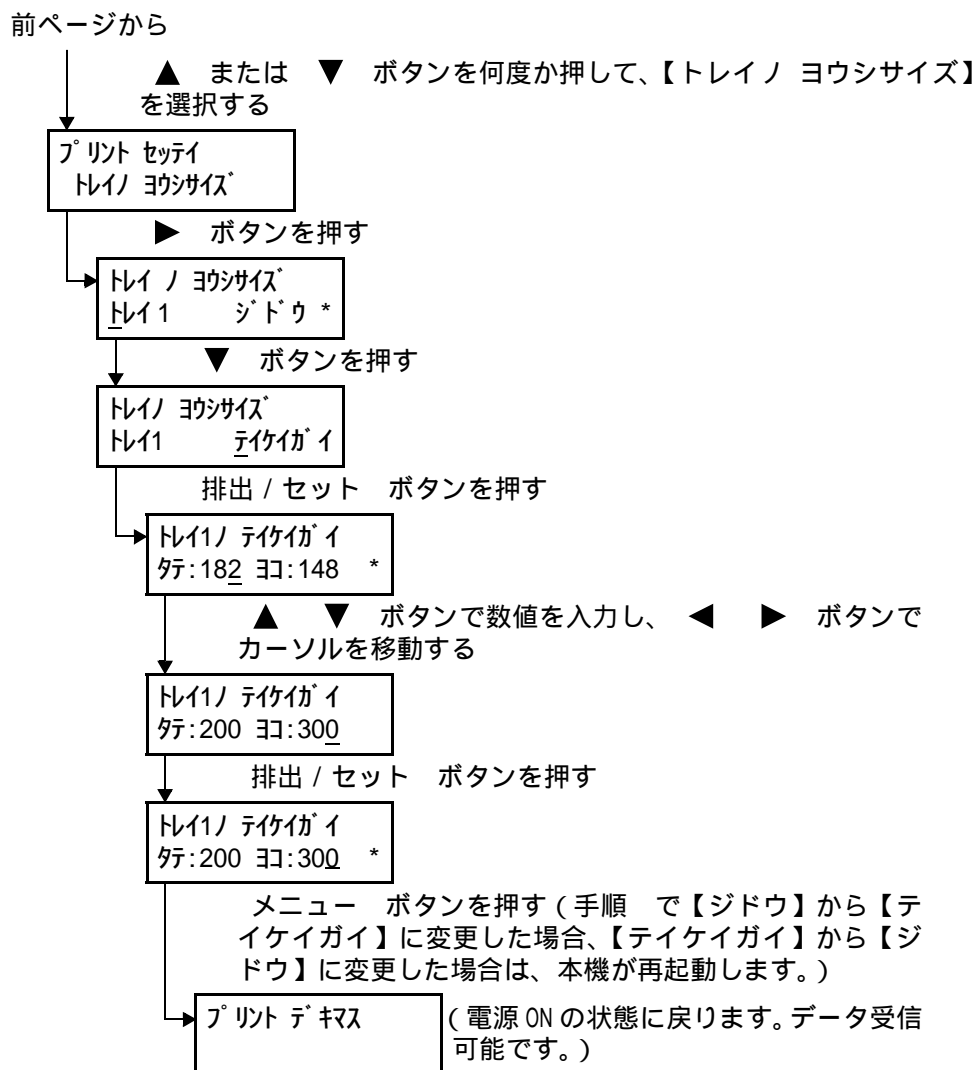 前ページから
▲ または ▼ ボタンを何度か押して、【トレイノ ヨウシサイズ】
を選択する
プリント セッテイ
トレイノ ヨウシサイズ
▶ ボタンを押す
トレイ ノ ヨウシサイズ
トレイ 1 ジドウ *
▼ ボタンを押す
トレイノ ヨウシサイズ
トレイ1 テイケイガイ
排出 / セット ボタンを押す
トレイ1ノ テイケイガイ
タテ:182 ヨコ:148 *
▲ ▼ ボタンで数値を入力し、 ◀ ▶ ボタンで
カーソルを移動する
トレイ1ノ テイケイガイ
タテ:200 ヨコ:300
排出 / セット ボタンを押す
トレイ1ノ テイケイガイ
タテ:200 ヨコ:300 *
メニュー ボタンを押す ( 手順 で【ジドウ】から【テ
イケイガイ】に変更した場合、【テイケイガイ】から【ジ
ドウ】に変更した場合は、本機が再起動します。)
プリント デキマス
( 電源 ON の状態に戻ります。データ受信
可能です。)